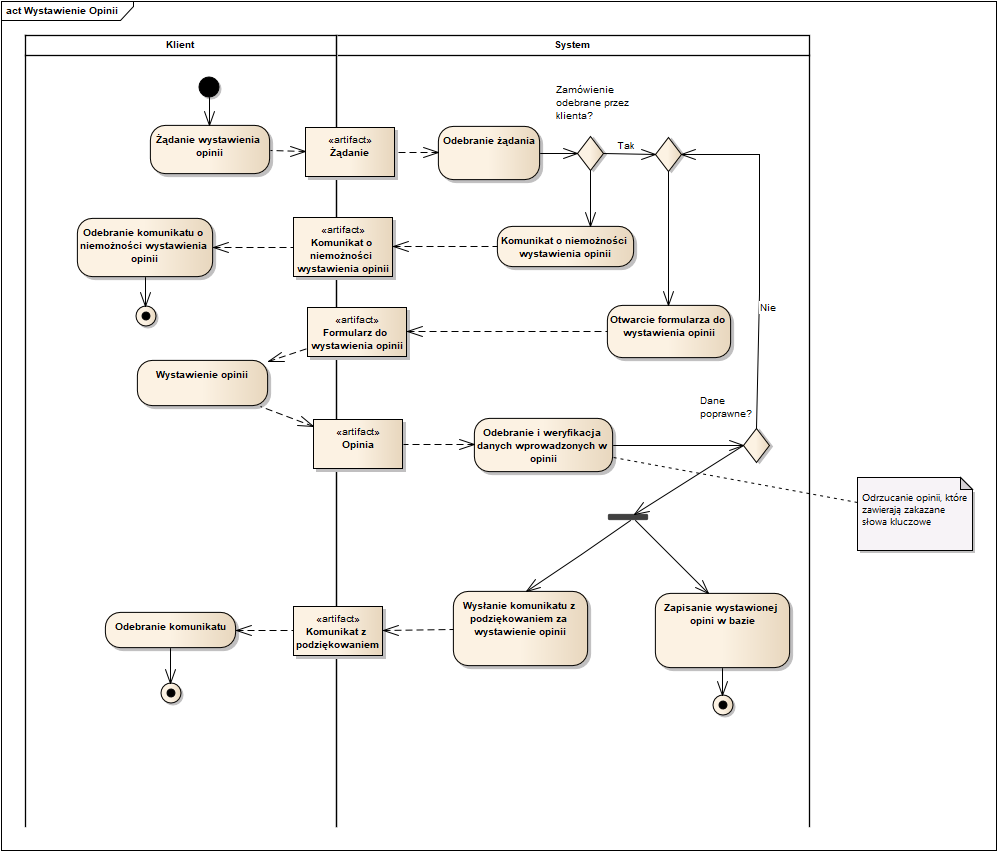 act Wystawienie Opinii
Klient
System
Zamówienie
odebrane przez
klienta?
Żądanie wystawienia
opinii
«artifact»
Żądanie
Odebranie żądania
Tak
Odebranie komunikatu o
niemożności wystawienia
opinii
«artifact»
Komunikat o
niemożności
wystawienia opinii
Komunikat o niemożności
wystawienia opinii
Nie
«artifact»
Formularz do
wystawienia opinii
Otwarcie formularza do
wystawienia opinii
Wystawienie opinii
Dane
poprawne?
«artifact»
Opinia
Odebranie i weryfikacja
danych wprowadzonych w
opinii
Odrzucanie opinii, które
zawierają zakazane
słowa kluczowe
Odebranie komunikatu
«artifact»
Komunikat z
podziękowaniem
Wysłanie komunikatu z
podziękowaniem za
wystawienie opinii
Zapisanie wystawionej
opini w bazie